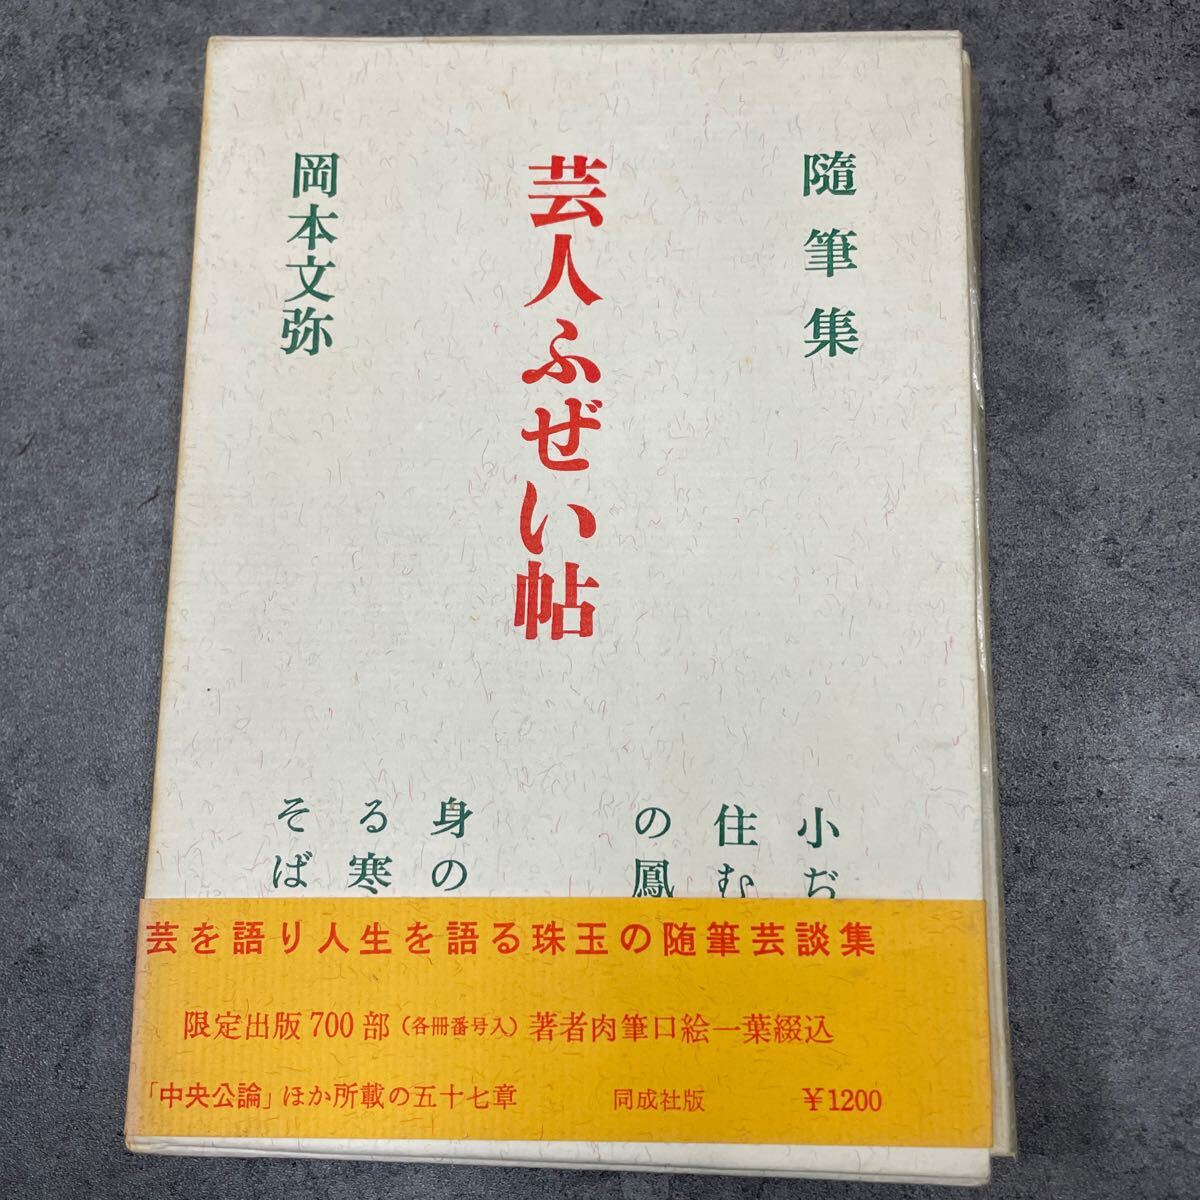 隨筆集
芸人ふぜい帖
岡本文弥
小ぢ
住む
の鳳
身の
る寒
そば
芸を語り人生を語る珠玉の随筆芸談集
限定出版700部（各冊番号入）著者肉筆口絵一葉綴込
「中央公論」ほか所載の五十七章 同成社版 ￥1200